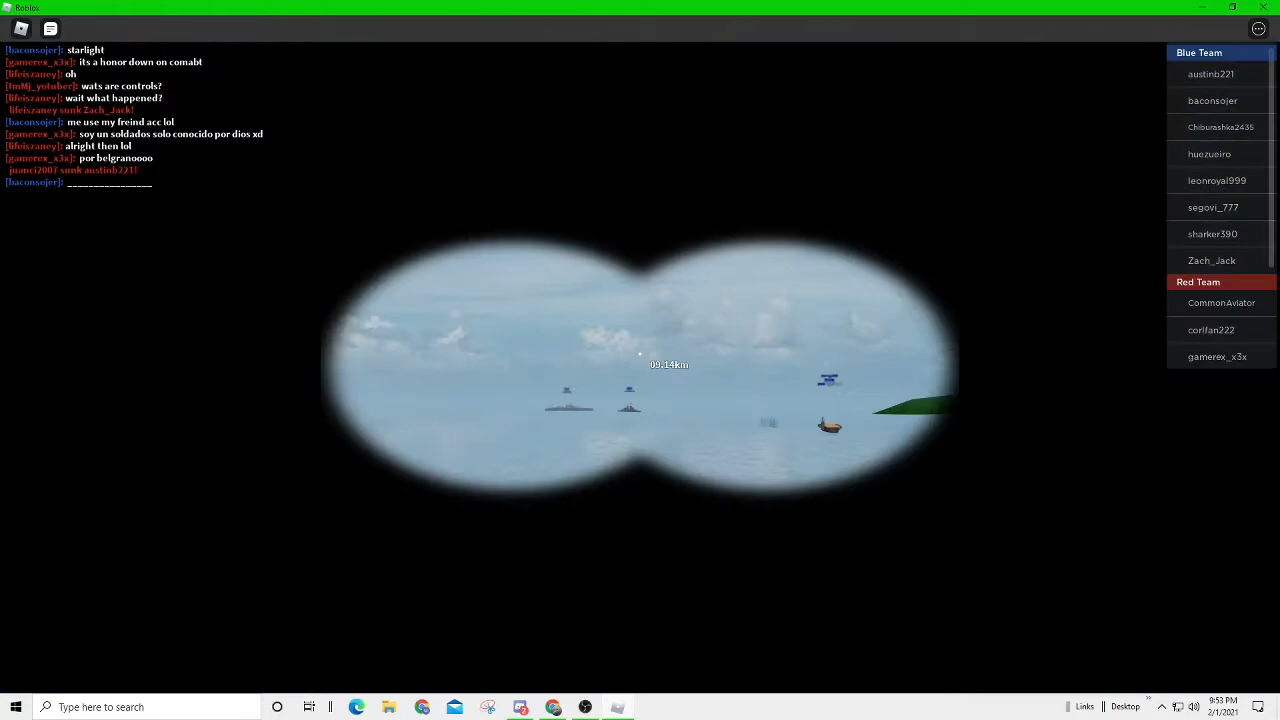 Roblox
[baconsojer]: starlight
[gamerex_x3x]: its a honor down on comabt
[lifeiszaney]: oh
[tmMj_yotuber]: wats are controls?
[lifeiszaney]: wait what happened?
lifeiszaney sunk Zach_Jack!
[baconsojer]: me use my freind acc lol
[gamerex_x3x]: soy un soldados solo conocido por dios xd
[lifeiszaney]: alright then lol
[gamerex_x3x]: por belgranoooo
juanci2007 sunk austinb221!
[baconsojer]: _________________
Blue Team
austinb221
baconsojer
Chiburashka2435
huezueiro
leonroyal999
segovi_777
sharker390
Zach_Jack
Red Team
CommonAviator
corlfan222
gamerex_x3x
09.14km
Type here to search
Links
Desktop
9:53 PM
2/1/2021